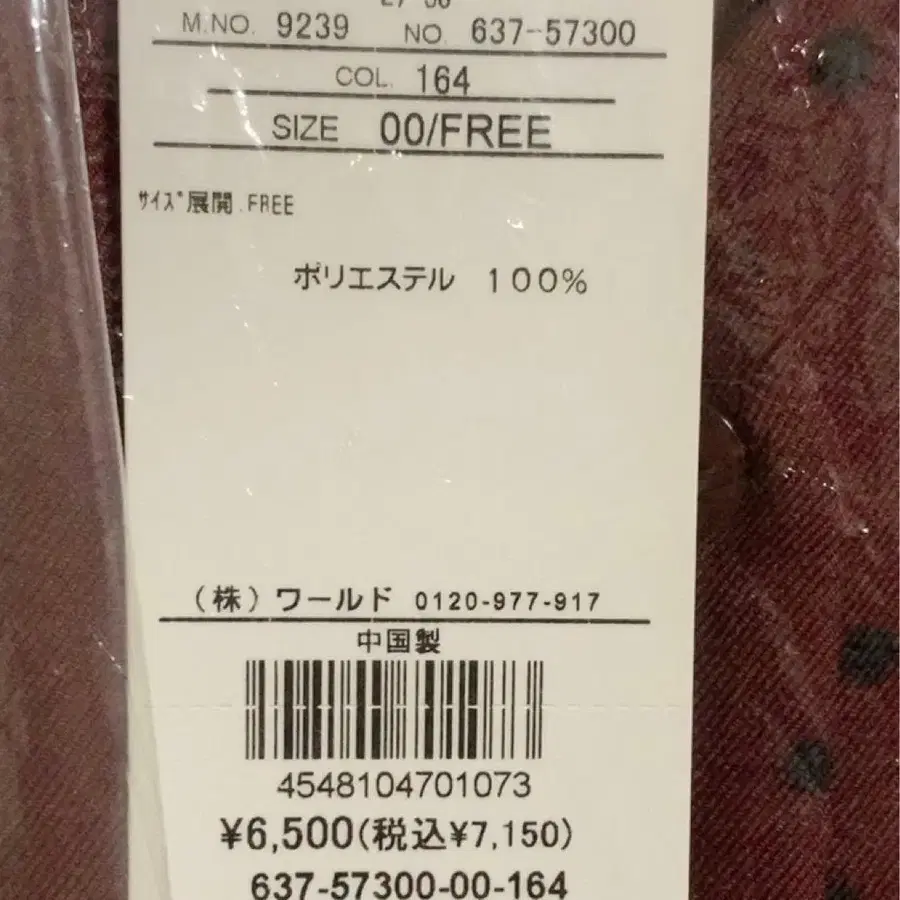 M.NO. 9239 NO. 637-57300
COL. 164
SIZE 00/FREE
ｻｲｽﾞ展開.FREE
ポリエステル 100%
(株)ワールド 0120-977-917
中国製
4548104701073
¥6,500(税込¥7,150)
637-57300-00-164